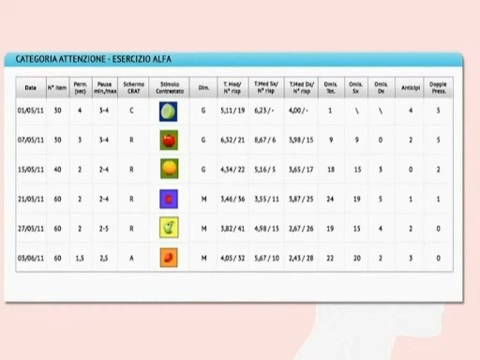 CATEGORIA ATTENZIONE - ESERCIZIO ALFA
Data N° Item Perm. (sec) Pausa min./max Schermo CRAT Stimolo Contrastato Dim. T. Med/ N° risp T.Med Sx/ N° risp T.Med Dx/ N° risp Omis. Tot. Omis. Sx Omis. Dx Anticipi Doppie Press.
01/05/11 30 4 3-4 C G 5,11/19 6,23/- 4,00/- 1 \ \ 4 5
07/05/11 30 3 3-4 R G 6,32/21 8,67/6 3,98/15 9 9 0 2 5
15/05/11 40 2 2-4 R G 4,34/22 5,16/5 3,65/17 18 15 3 0 2
21/05/11 60 2 2-4 R M 3,46/36 3,55/11 3,87/25 24 19 5 1 1
27/05/11 60 2 2-5 R M 3,82/41 4,98/15 2,67/26 19 15 4 2 0
03/06/11 60 1,5 2,5 A M 4,05/32 5,67/10 2,43/28 22 20 2 3 0